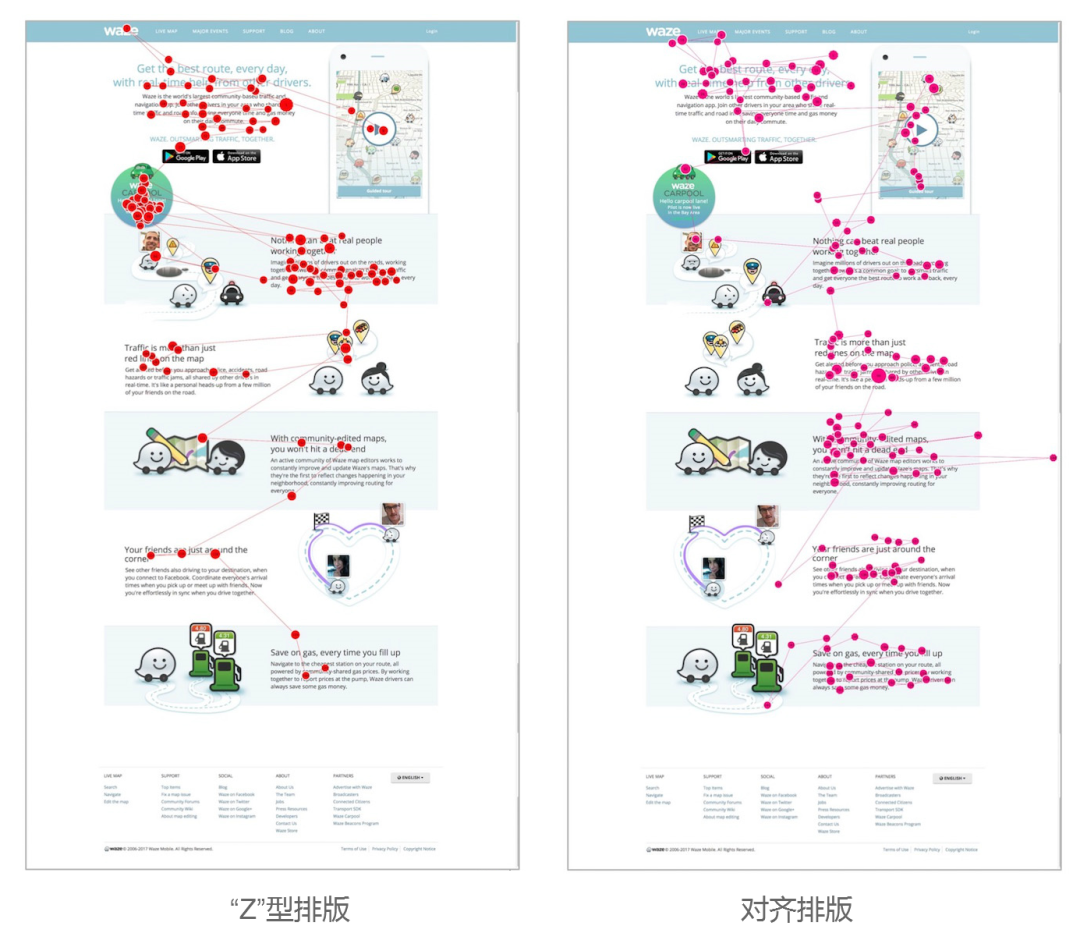 waze LIVE MAP MAJOR EVENTS SUPPORT BLOG ABOUT Login
Get the best route, every day,
with real-time help from other drivers.
Waze is the world's largest community-based traffic and
navigation app. Join other drivers in your area who share real-
time traffic and road info, saving everyone time and gas money
on their daily commute.
WAZE. OUTSMARTING TRAFFIC, TOGETHER.
GET IT ON
Google Play
Download on the
App Store
Guided tour
waze
CARPOOL
Nothing can beat real people
working together
Imagine millions of drivers out on the roads, working
together towards a common goal: to outsmart traffic
and get everyone the best route to work and back, every
day.
Traffic is more than just
red lines on the map
Get alerted before you approach police, accidents, road
hazards or traffic jams, all shared by other drivers in
real-time. It's like a personal heads-up from a few million
of your friends on the road.
With community-edited maps,
you won't hit a dead end
An active community of Waze map editors works to
constantly improve and update Waze's maps. That's why
they're the first to reflect changes happening in your
neighborhood, constantly improving routing for
everyone.
Your friends are just around the
corner
See other friends also driving to your destination, when
you connect to Facebook. Coordinate everyone's arrival
times when you pick up or meet up with friends. Now
you're effortlessly in sync when you drive together.
Save on gas, every time you fill up
Navigate to the cheapest station on your route, all
powered by community-shared gas prices. By working
together to report prices at the pump, Waze drivers can
always save some gas money.
LIVE MAP
Search
Navigate
Edit the map
SUPPORT
Top items
Fix a map issue
Community Forums
Community Wiki
About map editing
SOCIAL
Blog
Waze on Facebook
Waze on Twitter
Waze on Google+
Waze on Instagram
ABOUT
About Us
The Team
Jobs
Press Resources
Developers
Contact Us
Waze Store
PARTNERS
Advertise with Waze
Broadcasters
Connected Citizens
Transport SDK
Waze Carpool
Waze Beacons Program
ENGLISH
waze © 2006-2017 Waze Mobile. All Rights Reserved.
Terms of Use | Privacy Policy | Copyright Notice
“Z”型排版
waze LIVE MAP MAJOR EVENTS SUPPORT BLOG ABOUT Login
Get the best route, every day,
with real-time help from other drivers.
Waze is the world's largest community-based traffic and
navigation app. Join other drivers in your area who share real-
time traffic and road info, saving everyone time and gas money
on their daily commute.
WAZE. OUTSMARTING TRAFFIC, TOGETHER.
GET IT ON
Google Play
Download on the
App Store
Guided tour
waze
CARPOOL
Hello carpool lane!
Pilot is now live
in the Bay Area
Nothing can beat real people
working together
Imagine millions of drivers out on the roads, working
together towards a common goal: to outsmart traffic
and get everyone the best route to work and back, every
day.
Traffic is more than just
red lines on the map
Get alerted before you approach police, accidents, road
hazards or traffic jams, all shared by other drivers in
real-time. It's like a personal heads-up from a few million
of your friends on the road.
With community-edited maps,
you won't hit a dead end
An active community of Waze map editors works to
constantly improve and update Waze's maps. That's why
they're the first to reflect changes happening in your
neighborhood, constantly improving routing for
everyone.
Your friends are just around the
corner
See other friends also driving to your destination, when
you connect to Facebook. Coordinate everyone's arrival
times when you pick up or meet up with friends. Now
you're effortlessly in sync when you drive together.
Save on gas, every time you fill up
Navigate to the cheapest station on your route, all
powered by community-shared gas prices. By working
together to report prices at the pump, Waze drivers can
always save some gas money.
LIVE MAP
Search
Navigate
Edit the map
SUPPORT
Top items
Fix a map issue
Community Forums
Community Wiki
About map editing
SOCIAL
Blog
Waze on Facebook
Waze on Twitter
Waze on Google+
Waze on Instagram
ABOUT
About Us
The Team
Jobs
Press Resources
Developers
Contact Us
Waze Store
PARTNERS
Advertise with Waze
Broadcasters
Connected Citizens
Transport SDK
Waze Carpool
Waze Beacons Program
ENGLISH
waze © 2006-2017 Waze Mobile. All Rights Reserved.
Terms of Use | Privacy Policy | Copyright Notice
对齐排版